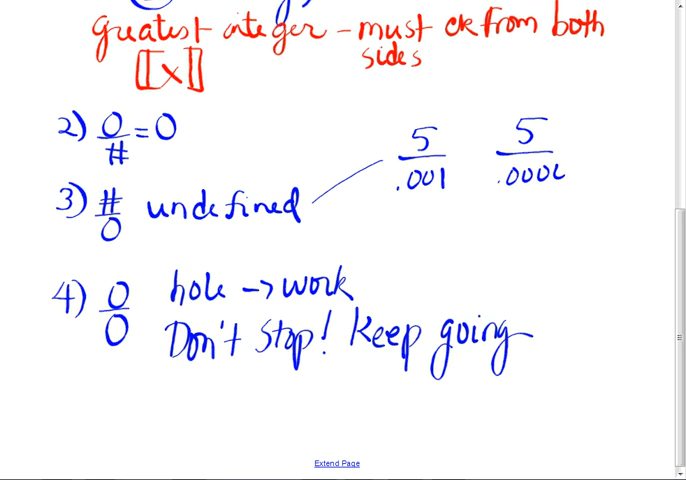 greatest integer - must ck from both
sides
[[x]]
2) 0/# = 0
5/.001 5/.000
3) #/0 undefined
4) 0/0 hole → work
Don't stop! Keep going
Extend Page